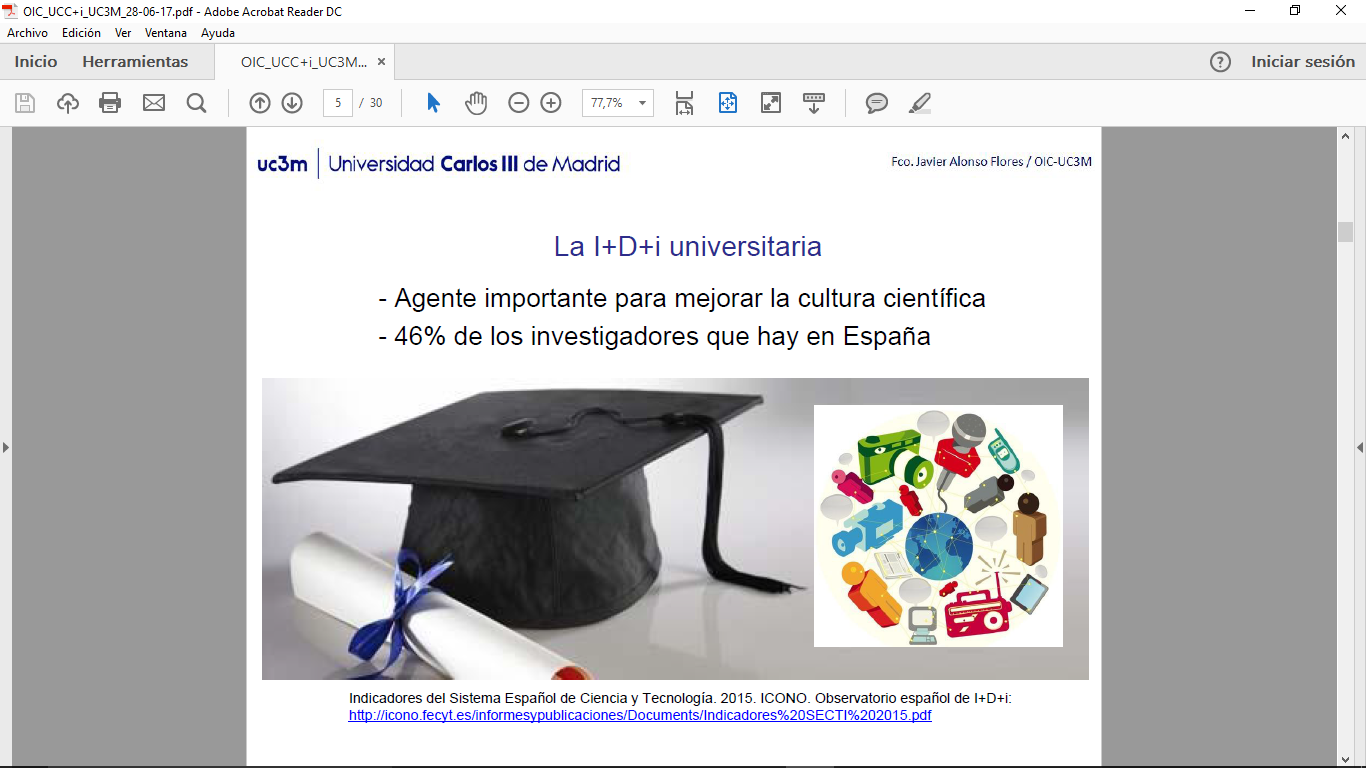 OIC_UCC+i_UC3M_28-06-17.pdf - Adobe Acrobat Reader DC
Archivo Edición Ver Ventana Ayuda
Inicio Herramientas OIC_UCC+i_UC3M... × ? Iniciar sesión
5 / 30 77,7%
uc3m Universidad Carlos III de Madrid Fco. Javier Alonso Flores / OIC-UC3M
La I+D+i universitaria
- Agente importante para mejorar la cultura científica
- 46% de los investigadores que hay en España
Indicadores del Sistema Español de Ciencia y Tecnología. 2015. ICONO. Observatorio español de I+D+i:
http://icono.fecyt.es/informesypublicaciones/Documents/Indicadores%20SECTI%202015.pdf